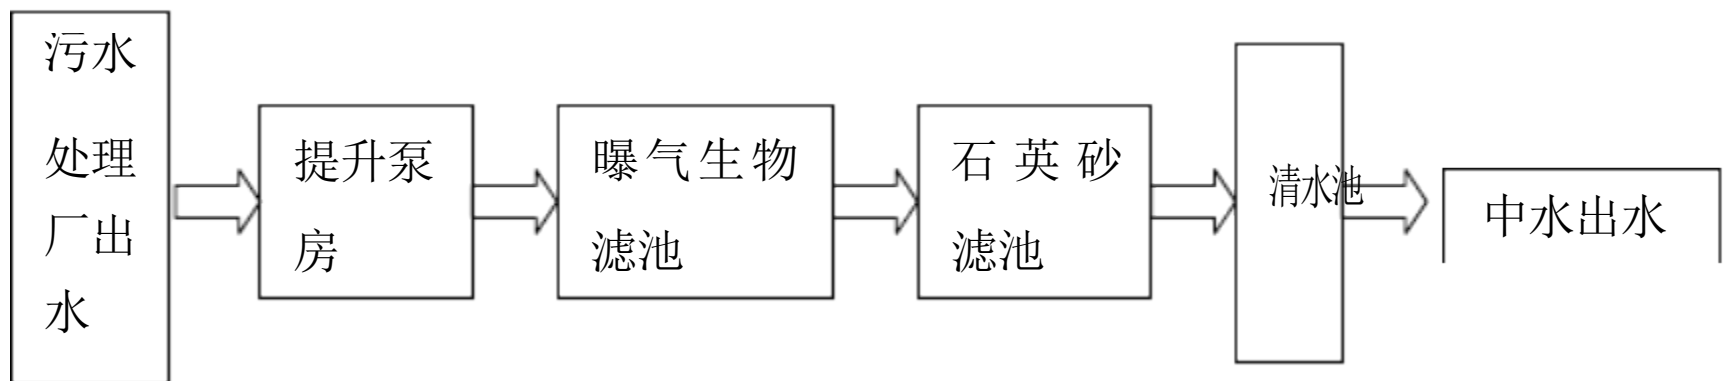 污水
处理
厂出
水
提升泵
房
曝气生物
滤池
石英砂
滤池
清水池
中水出水